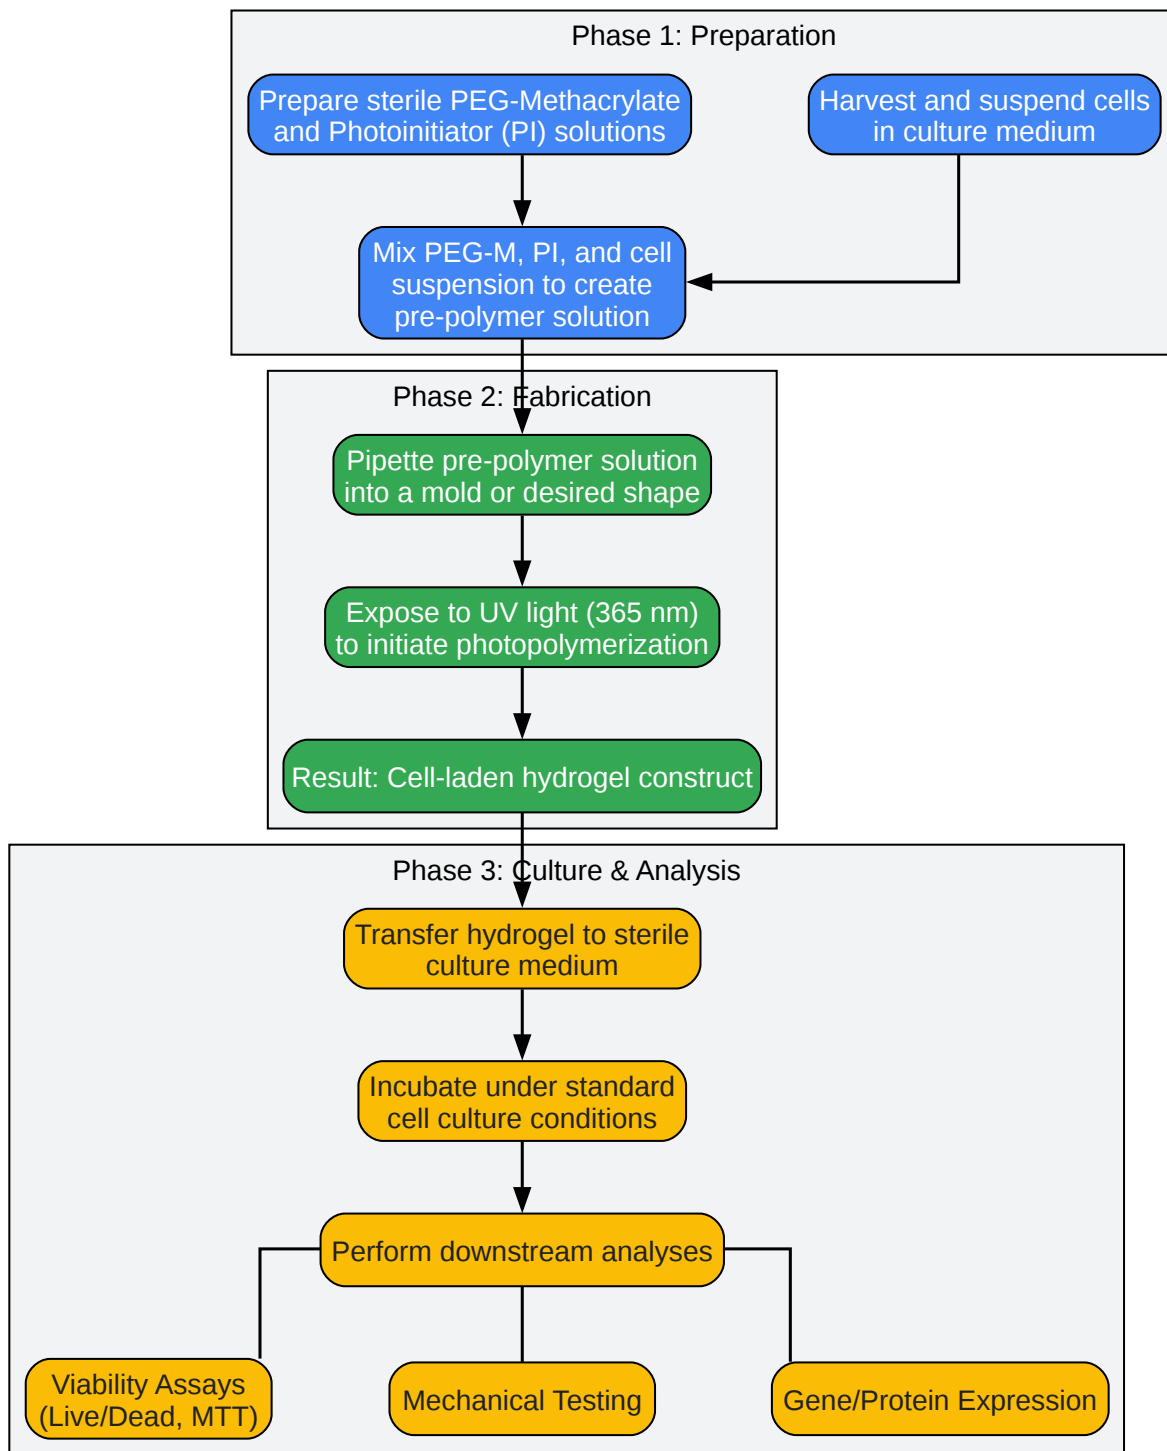 Phase 1: Preparation
Prepare sterile PEG-Methacrylate
and Photoinitiator (PI) solutions
Harvest and suspend cells
in culture medium
Mix PEG-M, PI, and cell
suspension to create
pre-polymer solution
Phase 2: Fabrication
Pipette pre-polymer solution
into a mold or desired shape
Expose to UV light (365 nm)
to initiate photopolymerization
Result: Cell-laden hydrogel construct
Phase 3: Culture & Analysis
Transfer hydrogel to sterile
culture medium
Incubate under standard
cell culture conditions
Perform downstream analyses
Viability Assays
(Live/Dead, MTT)
Mechanical Testing
Gene/Protein Expression